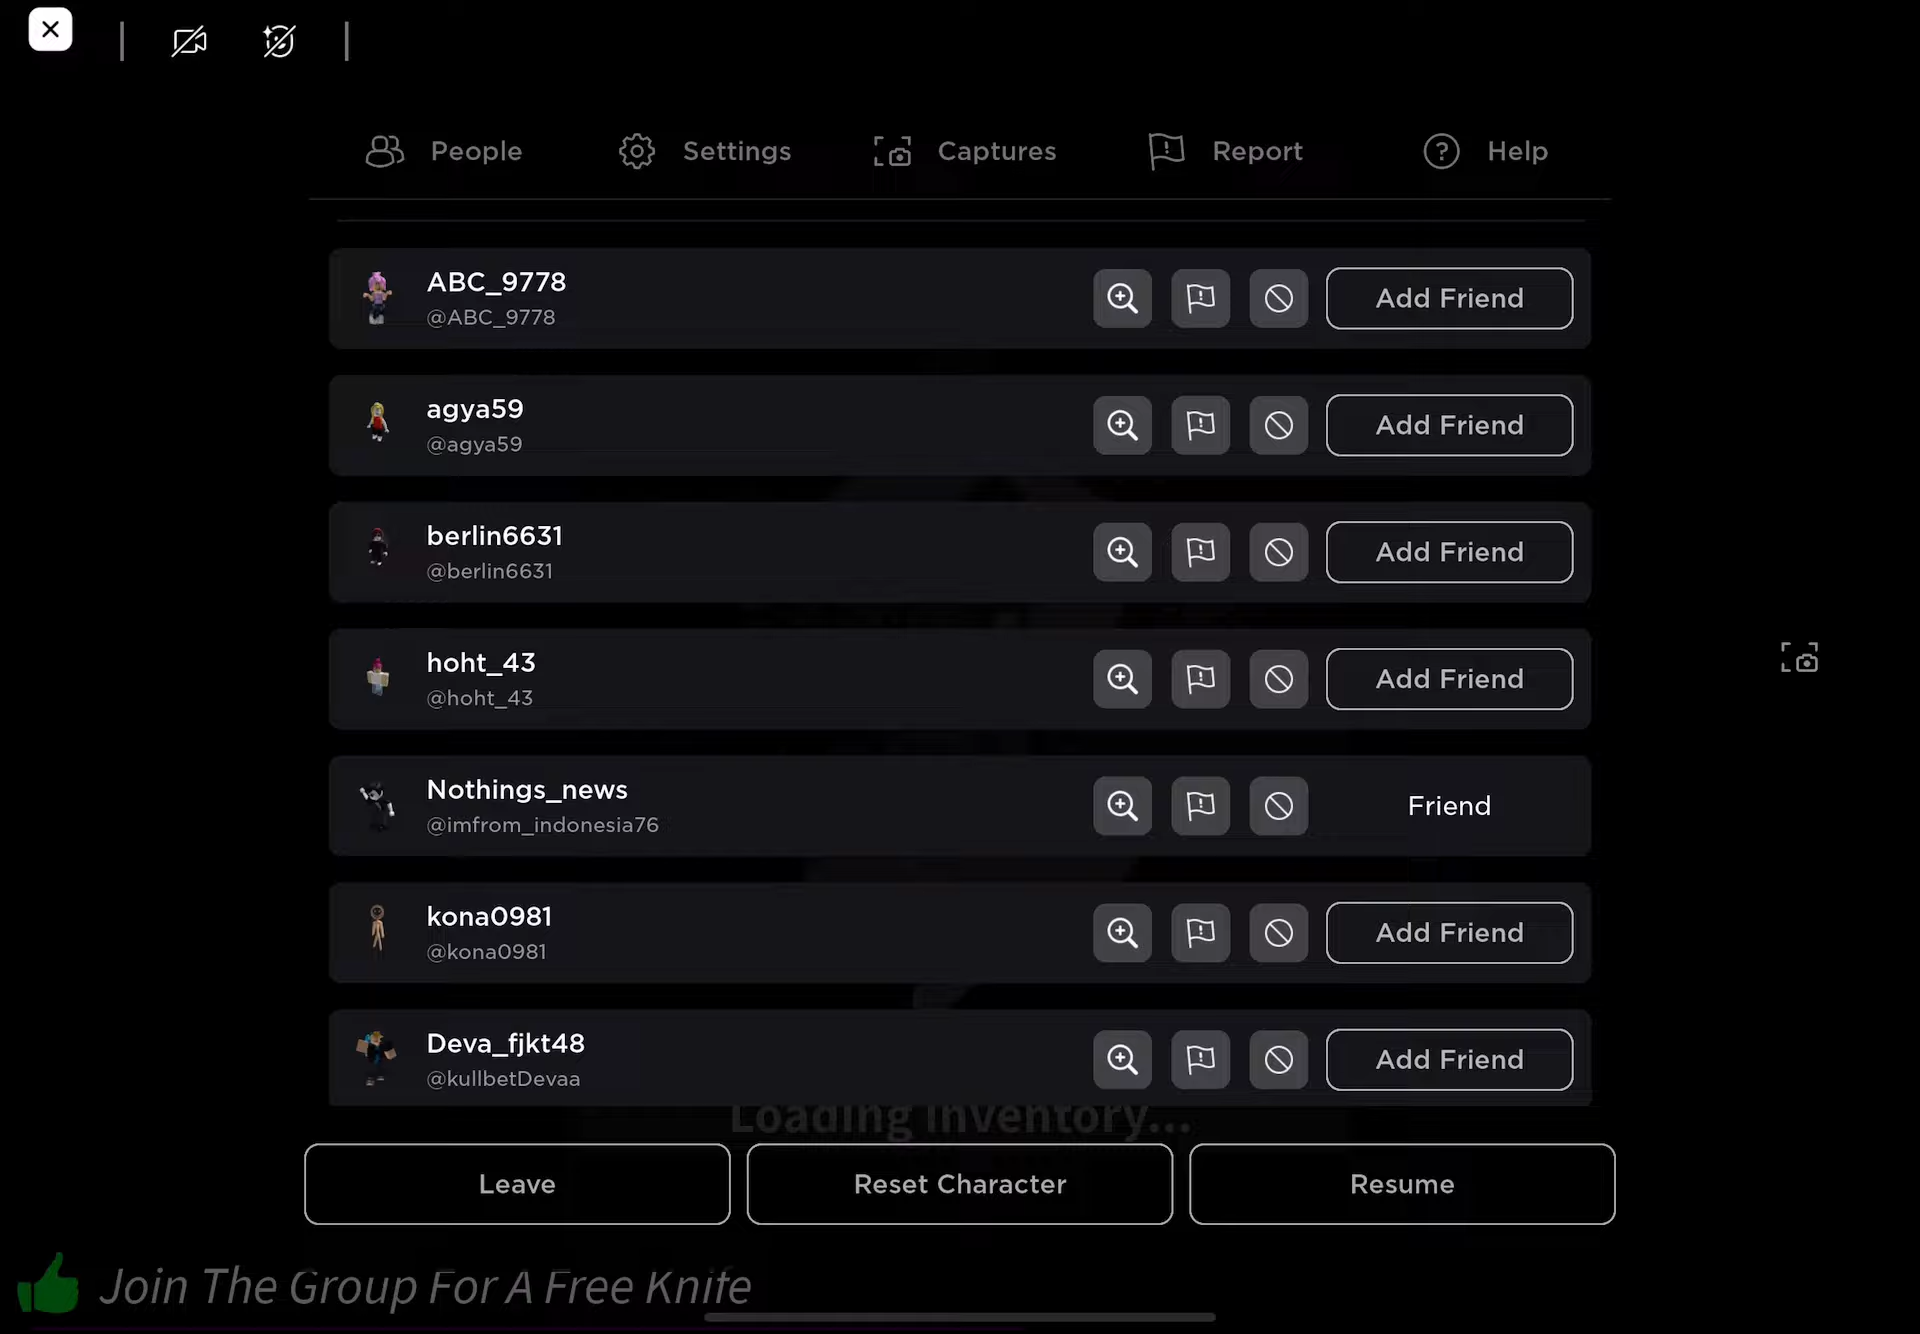 People Settings Captures Report Help
ABC_9778
@ABC_9778
Add Friend
agya59
@agya59
Add Friend
berlin6631
@berlin6631
Add Friend
hoht_43
@hoht_43
Add Friend
Nothings_news
@imfrom_indonesia76
Friend
kona0981
@kona0981
Add Friend
Deva_fjkt48
@kullbetDevaa
Add Friend
Loading Inventory...
Leave Reset Character Resume
Join The Group For A Free Knife